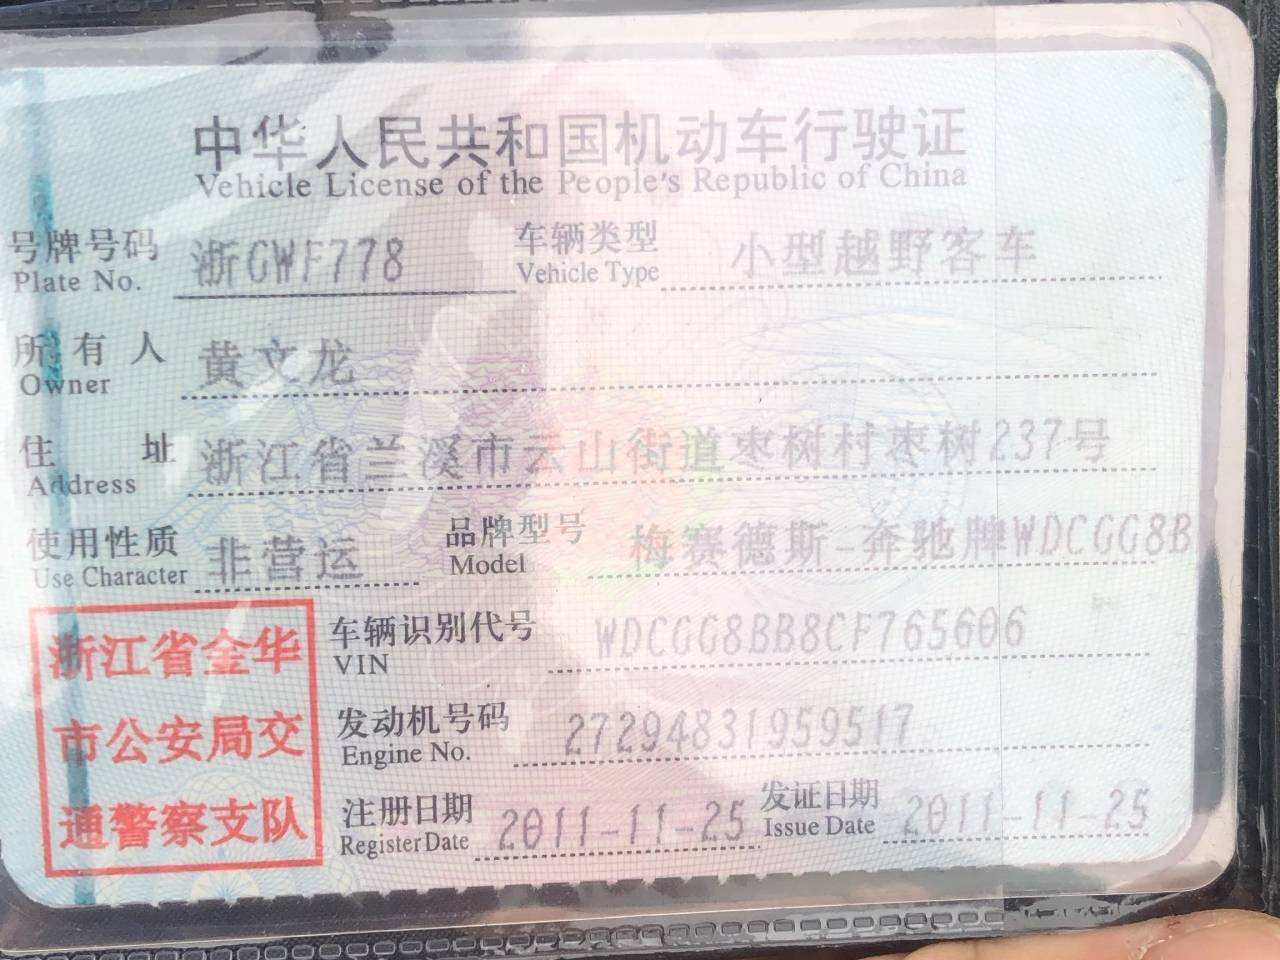 中华人民共和国机动车行驶证
Vehicle License of the People's Republic of China
号牌号码 浙GWF778 车辆类型 小型越野客车
Plate No. Vehicle Type
所有人 黄文龙
Owner
住址 浙江省兰溪市云山街道枣树村枣树237号
Address
使用性质 非营运 品牌型号 梅赛德斯-奔驰牌WDCGG8B
Use Character Model
浙江省金华
市公安局交
通警察支队
车辆识别代号 WDCGG8BB8CF765606
VIN
发动机号码 27294831959517
Engine No.
注册日期 2011-11-25 发证日期 2011-11-25
Register Date Issue Date